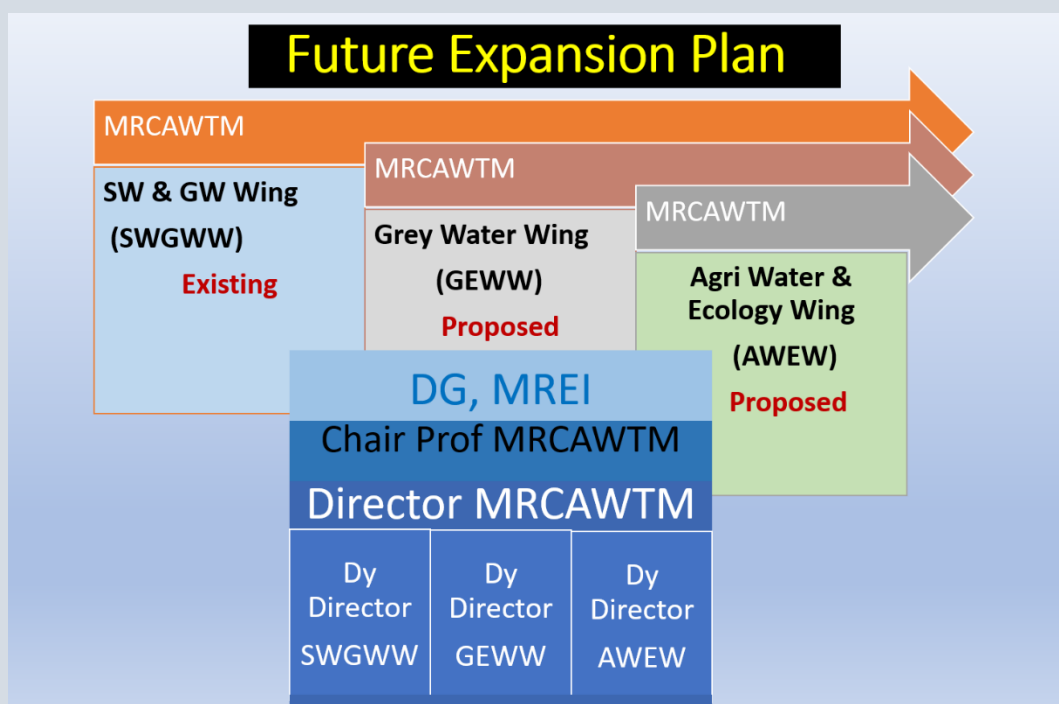 Future Expansion Plan
MRCAWTM
SW & GW Wing
(SWGWW)
Existing
MRCAWTM
Grey Water Wing
(GEWW)
Proposed
MRCAWTM
Agri Water &
Ecology Wing
(AWEW)
Proposed
DG, MREI
Chair Prof MRCAWTM
Director MRCAWTM
Dy
Director
SWGWW
Dy
Director
GEWW
Dy
Director
AWEW